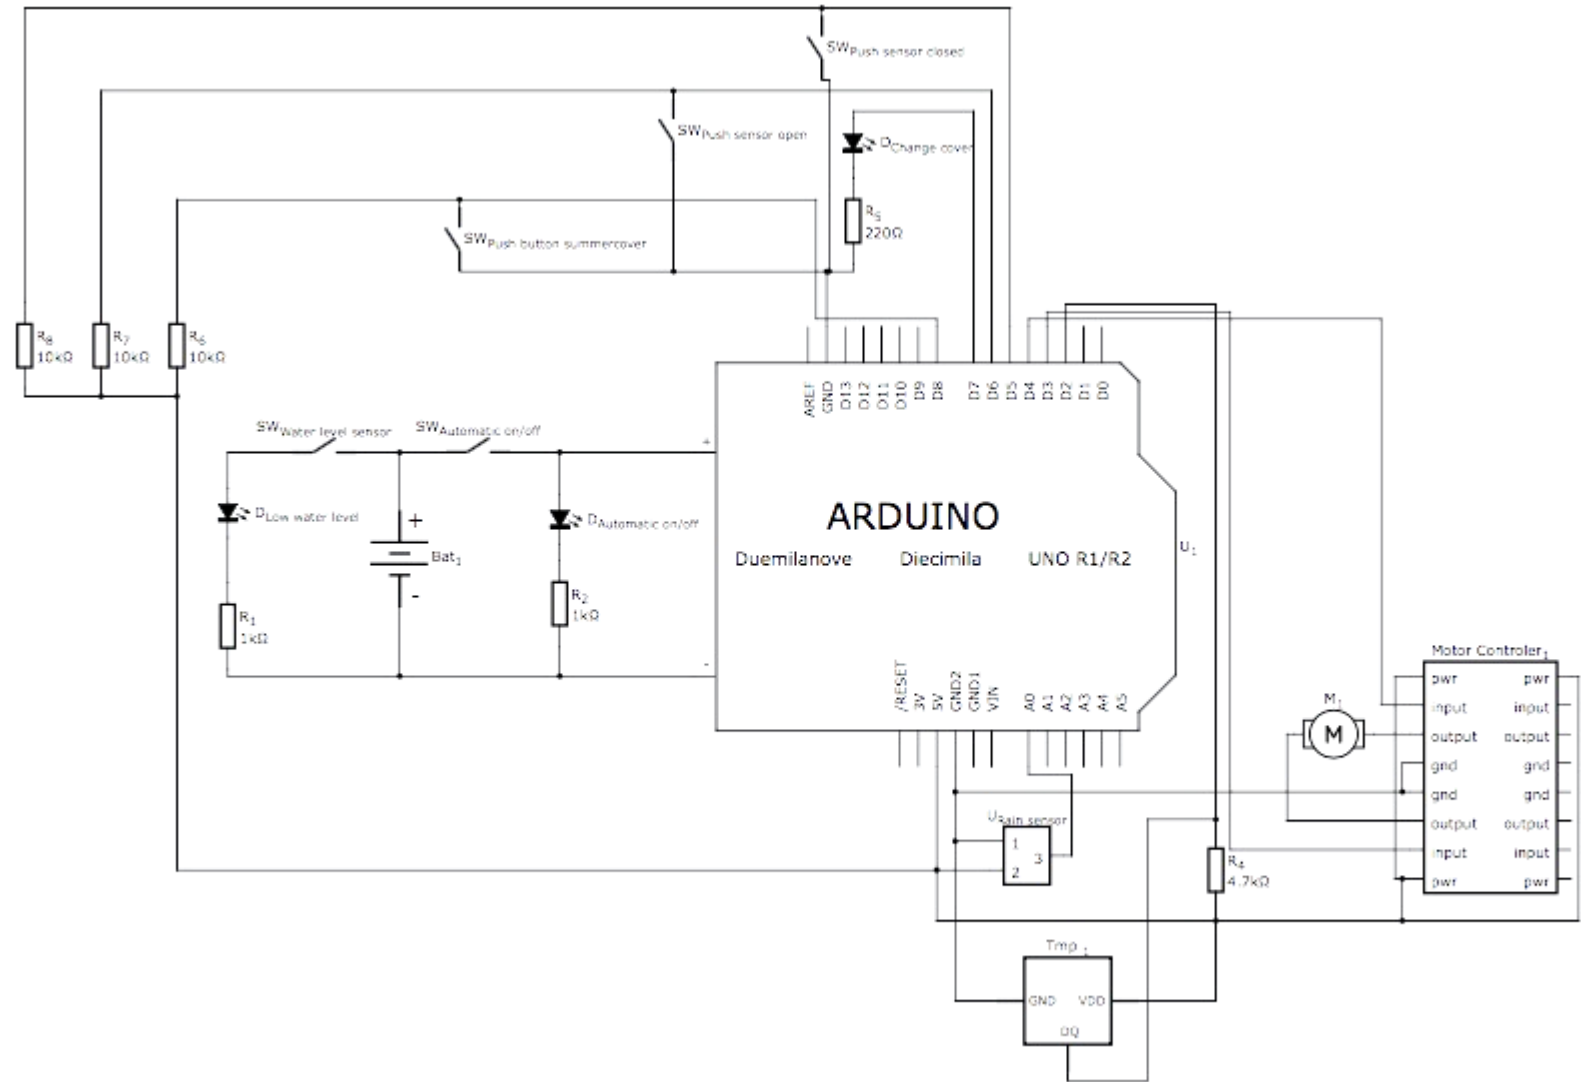 SWPush sensor closed
SWPush sensor open
DChange cover
R5
220Ω
SWPush button summercover
R8
10kΩ
R7
10kΩ
R6
10kΩ
AREF
GND
D13
D12
D11
D10
D9
D8
D7
D6
D5
D4
D3
D2
D1
D0
SWWater level sensor
SWAutomatic on/off
+
DLow water level
+
Bat1
-
DAutomatic on/off
R1
1kΩ
R2
1kΩ
-
ARDUINO
Duemilanove Diecimila UNO R1/R2
U1
/RESET
3V
5V
GND2
GND1
VIN
A0
A1
A2
A3
A4
A5
Motor Controler1
pwr pwr
input input
output output
gnd gnd
gnd gnd
output output
input input
pwr pwr
M1
M
URain sensor
1
2
3
R4
4.7kΩ
Tmp1
GND VDD
DQ